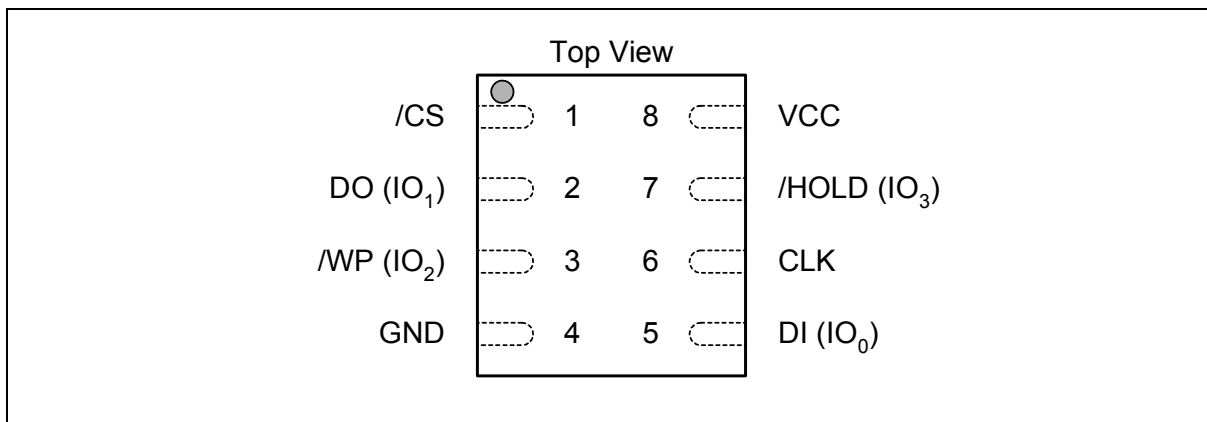 Top View
/CS 1 8 VCC
DO (IO₁) 2 7 /HOLD (IO₃)
/WP (IO₂) 3 6 CLK
GND 4 5 DI (IO₀)